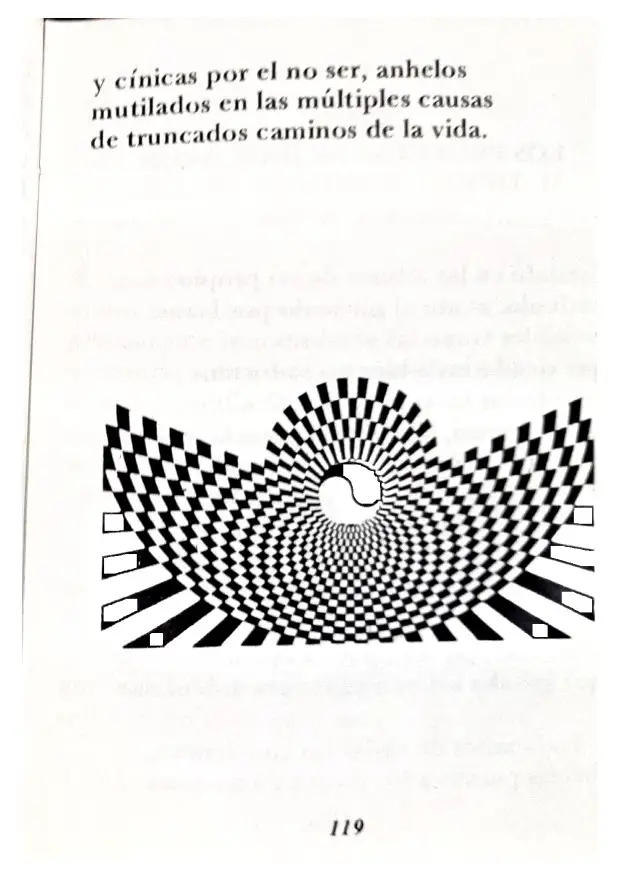 y cínicas por el no ser, anhelos
mutilados en las múltiples causas
de truncados caminos de la vida.
119